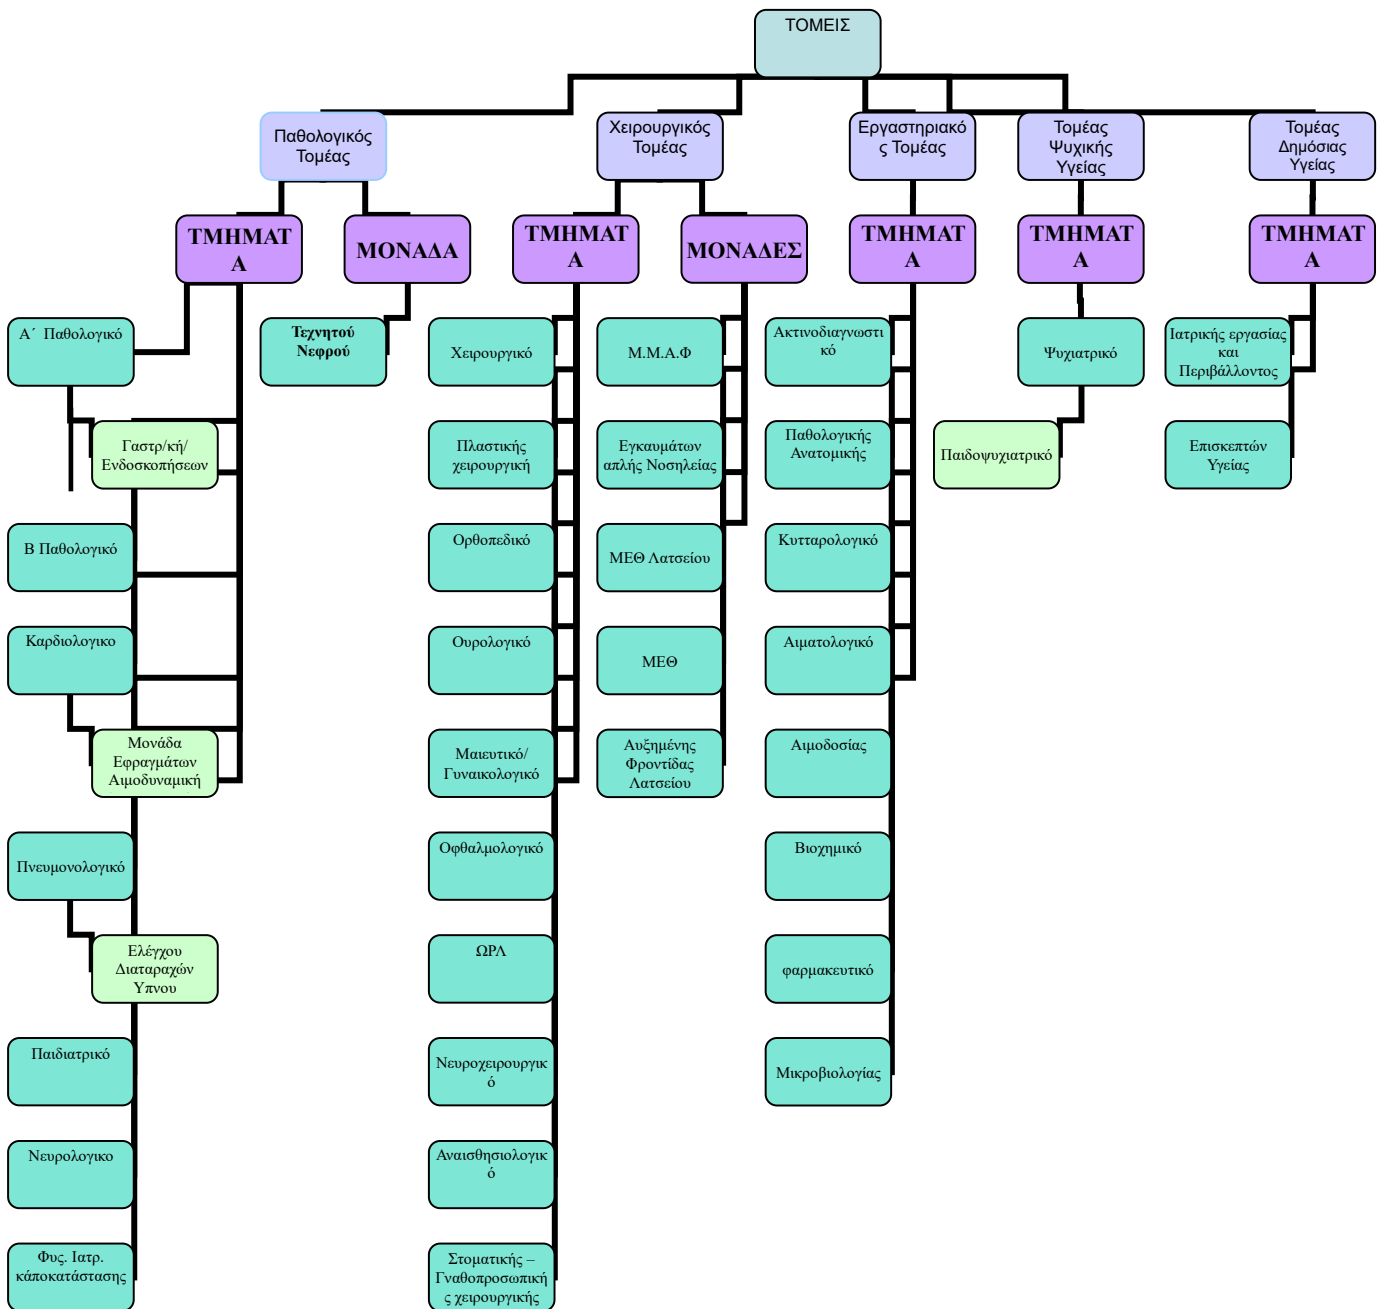 ΤΟΜΕΙΣ
Παθολογικός
Τομέας
Χειρουργικός
Τομέας
Εργαστηριακό
ς Τομέας
Τομέας
Ψυχικής
Υγείας
Τομέας
Δημόσιας
Υγείας
ΤΜΗΜΑΤ
Α
ΜΟΝΑΔΑ
ΤΜΗΜΑΤ
Α
ΜΟΝΑΔΕΣ
ΤΜΗΜΑΤ
Α
ΤΜΗΜΑΤ
Α
ΤΜΗΜΑΤ
Α
Α΄ Παθολογικό
Τεχνητού
Νεφρού
Χειρουργικό
Μ.Μ.Α.Φ
Ακτινοδιαγνωστι
κό
Ψυχιατρικό
Ιατρικής εργασίας
και
Περιβάλλοντος
Γαστρ/κή/
Ενδοσκοπήσεων
Πλαστικής
χειρουργική
Εγκαυμάτων
απλής Νοσηλείας
Παθολογικής
Ανατομικής
Παιδοψυχιατρικό
Επισκεπτών
Υγείας
Β Παθολογικό
Ορθοπεδικό
ΜΕΘ Λατσείου
Κυτταρολογικό
Καρδιολογικο
Ουρολογικό
ΜΕΘ
Αιματολογικό
Μονάδα
Εφραγμάτων
Αιμοδυναμική
Μαιευτικό/
Γυναικολογικό
Αυξημένης
Φροντίδας
Λατσείου
Αιμοδοσίας
Πνευμονολογικό
Οφθαλμολογικό
Βιοχημικό
Ελέγχου
Διαταραχών
Υπνου
ΩΡΛ
φαρμακευτικό
Παιδιατρικό
Νευροχειρουργικ
ό
Μικροβιολογίας
Νευρολογικο
Αναισθησιολογικ
ό
Φυς. Ιατρ.
κάποκατάστασης
Στοματικής –
Γναθοπροσωπική
ς χειρουργικής